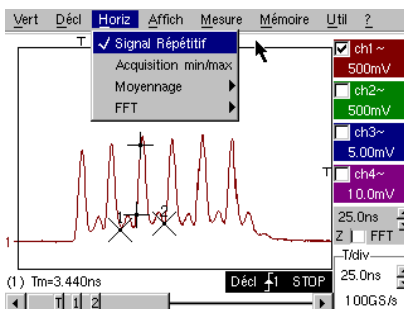 Vert Décl Horiz Affich Mesure Mémoire Util ?
T
✓ Signal Répétitif
Acquisition min/max
Moyennage
FFT
ch1~
500mV
ch2~
500mV
ch3~
5.00mV
T
ch4~
10.0mV
1 2
1
25.0ns
Z FFT
T/div
25.0ns
100GS/s
(1) Tm=3.440ns
Décl 1 STOP
T 1 2